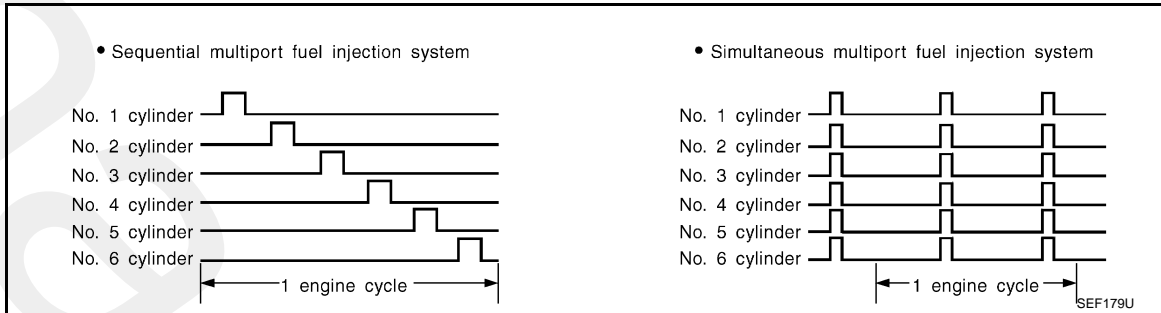 • Sequential multiport fuel injection system
No. 1 cylinder
No. 2 cylinder
No. 3 cylinder
No. 4 cylinder
No. 5 cylinder
No. 6 cylinder
1 engine cycle
• Simultaneous multiport fuel injection system
No. 1 cylinder
No. 2 cylinder
No. 3 cylinder
No. 4 cylinder
No. 5 cylinder
No. 6 cylinder
1 engine cycle
SEF179U